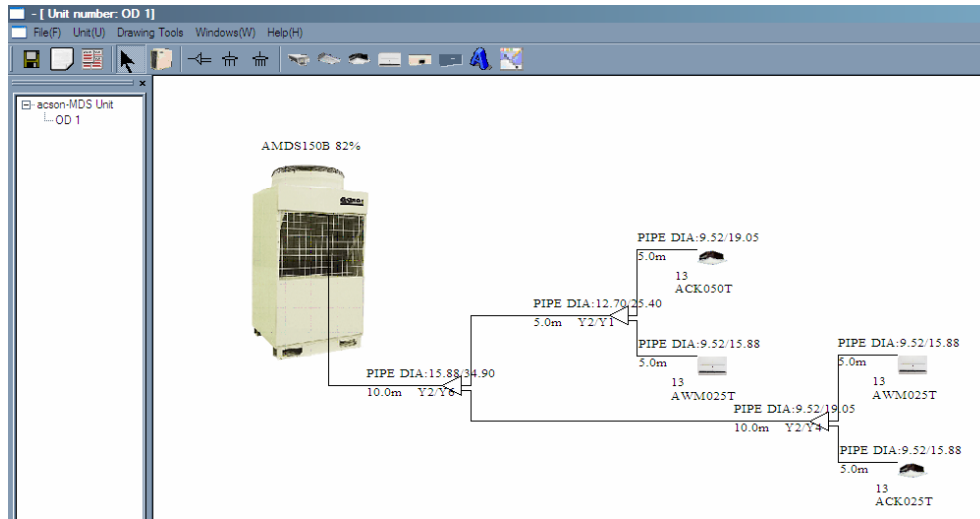 - [ Unit number: OD 1]
File(F) Unit(U) Drawing Tools Windows(W) Help(H)
acson-MDS Unit
OD 1
AMDS150B 82%
PIPE DIA:9.52/19.05
5.0m
13
ACK050T
PIPE DIA:12.70/25.40
5.0m Y2/Y1
PIPE DIA:9.52/15.88
5.0m
13
AWM025T
PIPE DIA:9.52/15.88
5.0m
13
AWM025T
PIPE DIA:15.88/34.90
10.0m Y2/Y6
PIPE DIA:9.52/19.05
10.0m Y2/Y4
PIPE DIA:9.52/15.88
5.0m
13
ACK025T